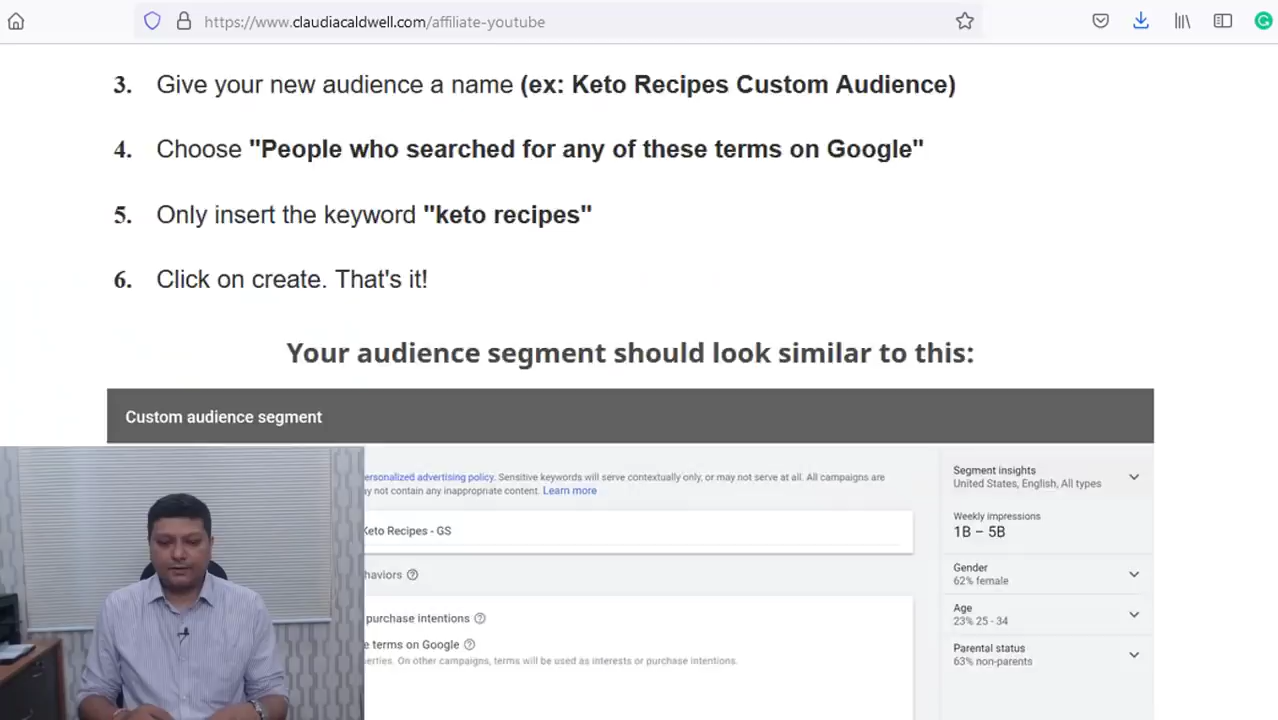 https://www.claudiacaldwell.com/affiliate-youtube
3. Give your new audience a name (ex: Keto Recipes Custom Audience)
4. Choose "People who searched for any of these terms on Google"
5. Only insert the keyword "keto recipes"
6. Click on create. That's it!
Your audience segment should look similar to this:
Custom audience segment
ersonalized advertising policy. Sensitive keywords will serve contextually only, or may not serve at all. All campaigns are
y not contain any inappropriate content. Learn more
Keto Recipes - GS
haviors
purchase intentions
e terms on Google
erties. On other campaigns, terms will be used as interests or purchase intentions.
Segment insights
United States, English, All types
Weekly impressions
1B – 5B
Gender
62% female
Age
23% 25 - 34
Parental status
63% non-parents